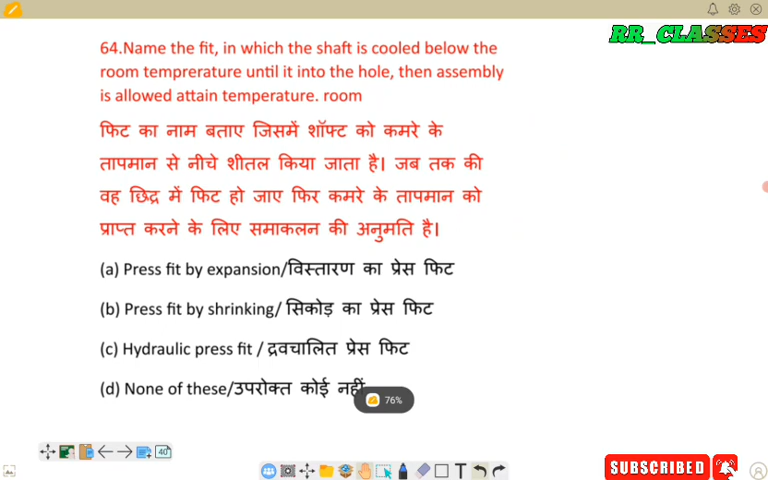 RR_CLASSES
64.Name the fit, in which the shaft is cooled below the
room temprerature until it into the hole, then assembly
is allowed attain temperature. room
फिट का नाम बताए जिसमें शॉफ्ट को कमरे के
तापमान से नीचे शीतल किया जाता है। जब तक की
वह छिद्र में फिट हो जाए फिर कमरे के तापमान को
प्राप्त करने के लिए समाकलन की अनुमति है।
(a) Press fit by expansion/विस्तारण का प्रेस फिट
(b) Press fit by shrinking/ सिकोड़ का प्रेस फिट
(c) Hydraulic press fit / द्रवचालित प्रेस फिट
(d) None of these/उपरोक्त कोई नहीं
76%
40
T
SUBSCRIBED